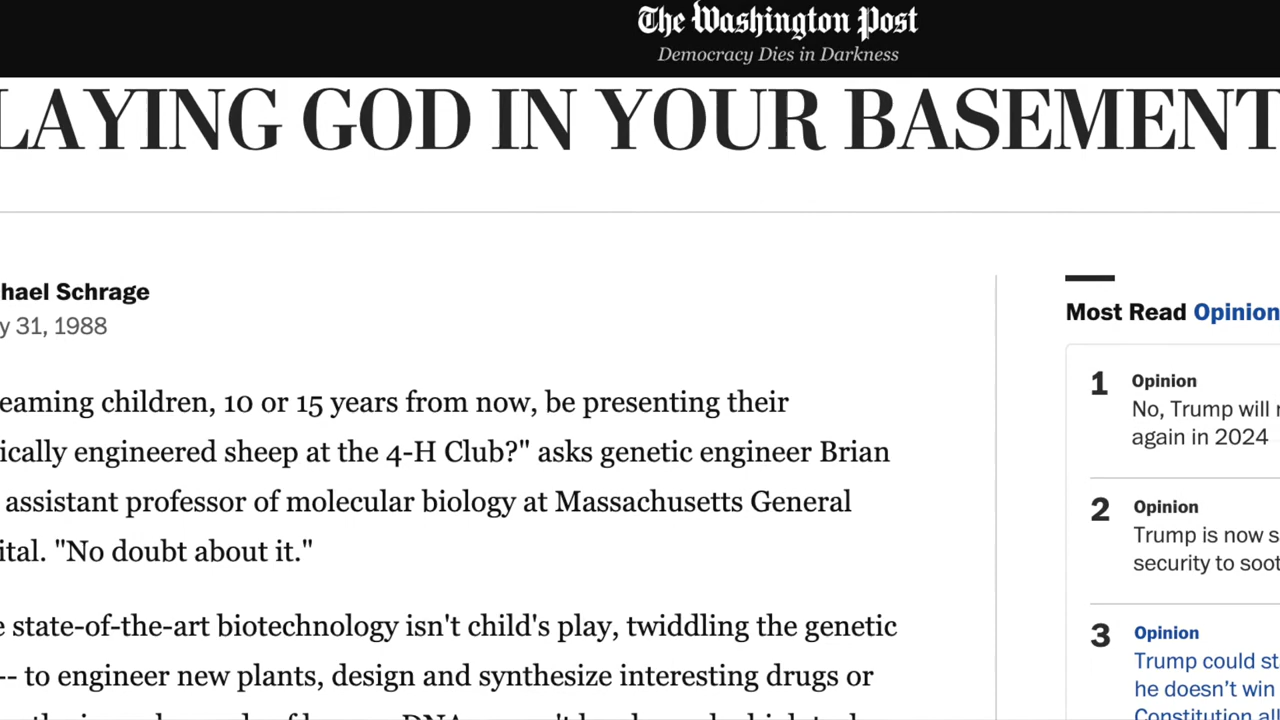 The Washington Post
Democracy Dies in Darkness
LAYING GOD IN YOUR BASEMENT
hael Schrage
y 31, 1988
eaming children, 10 or 15 years from now, be presenting their
ically engineered sheep at the 4-H Club?" asks genetic engineer Brian
assistant professor of molecular biology at Massachusetts General
ital. "No doubt about it."
e state-of-the-art biotechnology isn't child's play, twiddling the genetic
-- to engineer new plants, design and synthesize interesting drugs or
Most Read Opinion
1
Opinion
No, Trump will
again in 2024
2
Opinion
Trump is now s
security to soot
3
Opinion
Trump could st
he doesn't win
Constitution all